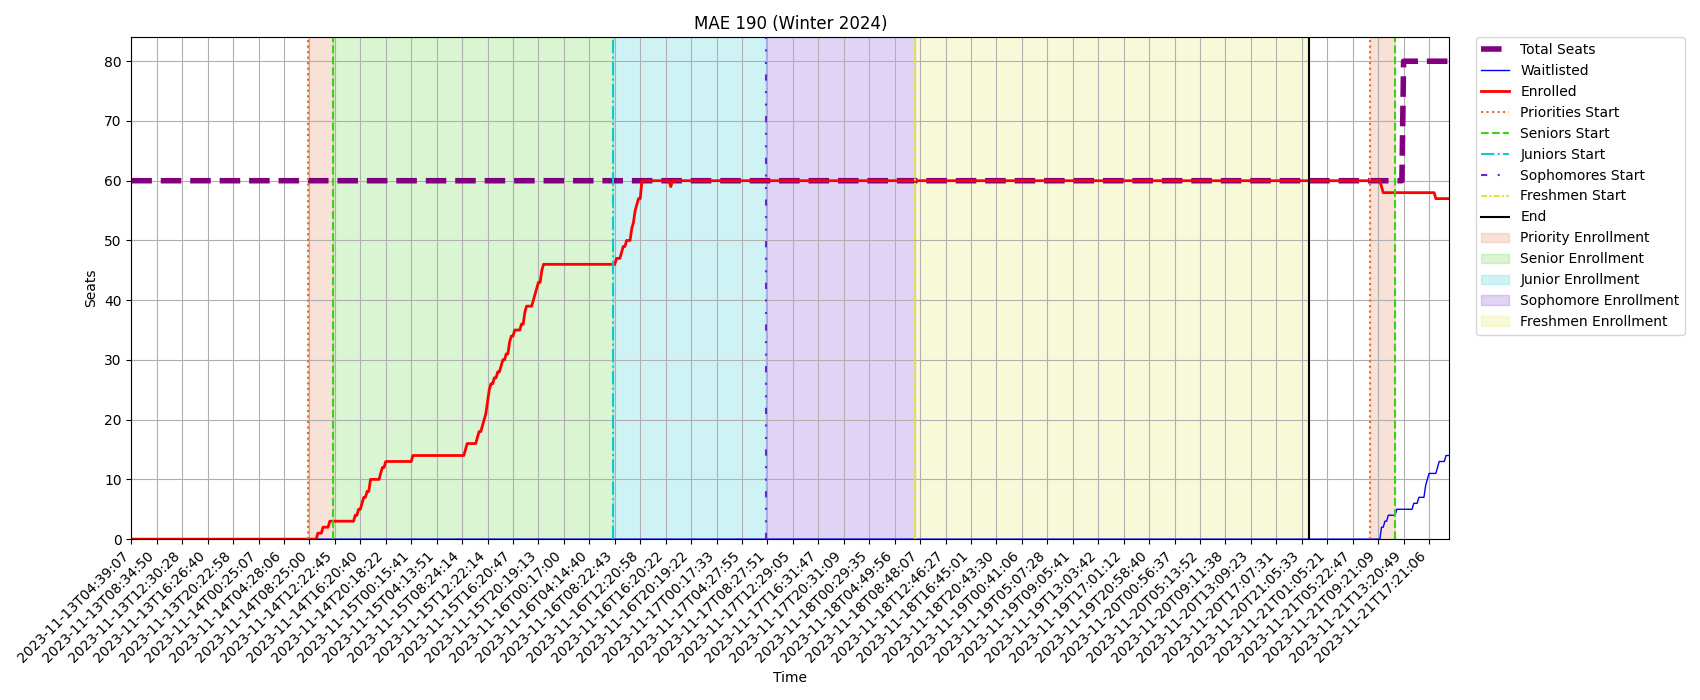 MAE 190 (Winter 2024)
Seats
80
70
60
50
40
30
20
10
0
2023-11-13T04:39:07
2023-11-13T08:34:50
2023-11-13T12:30:28
2023-11-13T16:26:40
2023-11-13T20:22:58
2023-11-14T00:25:07
2023-11-14T04:28:06
2023-11-14T08:25:00
2023-11-14T12:22:45
2023-11-14T16:20:40
2023-11-14T20:18:22
2023-11-15T00:15:41
2023-11-15T04:13:51
2023-11-15T08:24:14
2023-11-15T12:22:14
2023-11-15T16:20:47
2023-11-15T20:19:13
2023-11-16T00:17:00
2023-11-16T04:14:40
2023-11-16T08:22:43
2023-11-16T12:20:58
2023-11-16T16:20:22
2023-11-16T20:19:22
2023-11-17T00:17:33
2023-11-17T04:27:55
2023-11-17T08:27:51
2023-11-17T12:29:05
2023-11-17T16:31:47
2023-11-17T20:31:09
2023-11-18T00:29:35
2023-11-18T04:49:56
2023-11-18T08:48:07
2023-11-18T12:46:27
2023-11-18T16:45:01
2023-11-18T20:43:30
2023-11-19T00:41:06
2023-11-19T05:07:28
2023-11-19T09:05:41
2023-11-19T13:03:42
2023-11-19T17:01:12
2023-11-19T20:58:40
2023-11-20T00:56:37
2023-11-20T05:13:52
2023-11-20T09:11:38
2023-11-20T13:09:23
2023-11-20T17:07:31
2023-11-20T21:05:33
2023-11-21T01:05:21
2023-11-21T05:22:47
2023-11-21T09:21:09
2023-11-21T13:20:49
2023-11-21T17:21:06
Time
Total Seats
Waitlisted
Enrolled
Priorities Start
Seniors Start
Juniors Start
Sophomores Start
Freshmen Start
End
Priority Enrollment
Senior Enrollment
Junior Enrollment
Sophomore Enrollment
Freshmen Enrollment